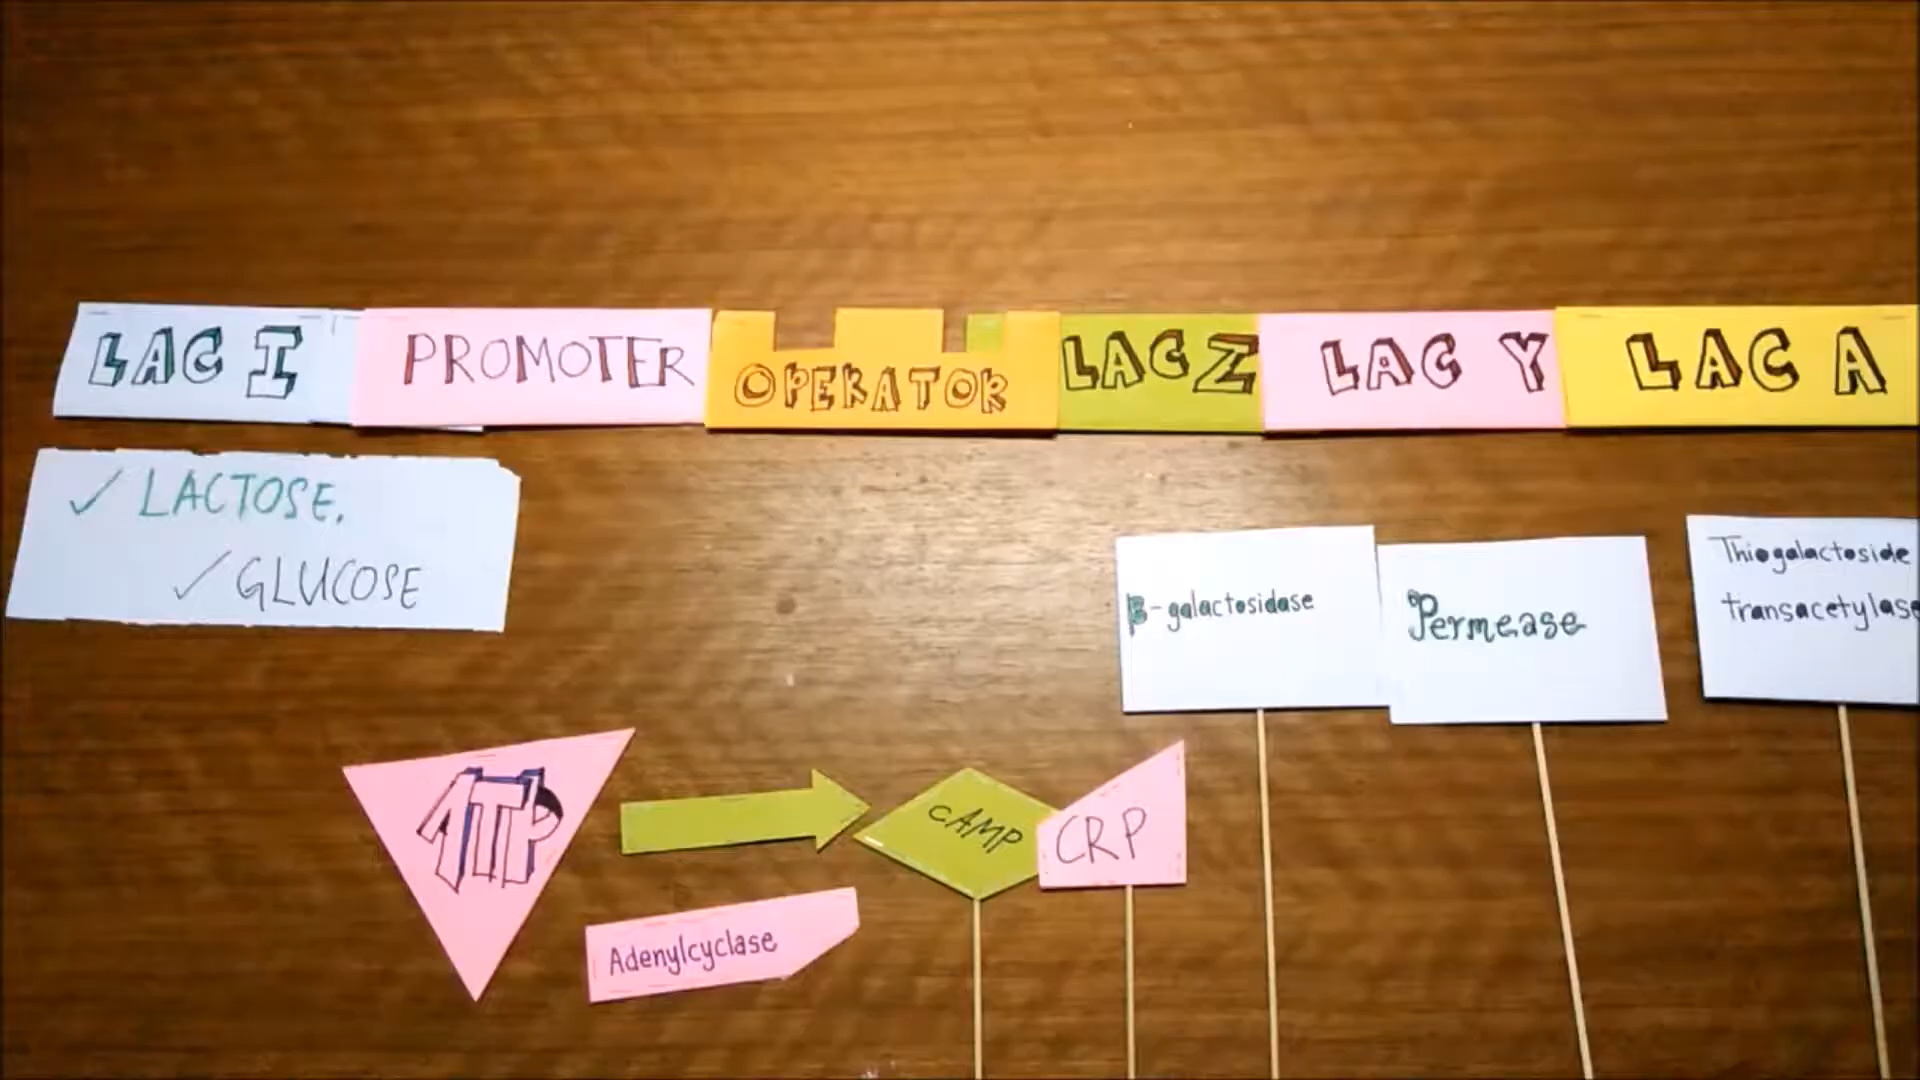 LAC I
PROMOTER
OPERATOR
LAC Z
LAC Y
LAC A
✓ LACTOSE.
✓ GLUCOSE
β-galactosidase
Permease
Thiogalactoside
transacetylase
ATP
cAMP
CRP
Adenylcyclase